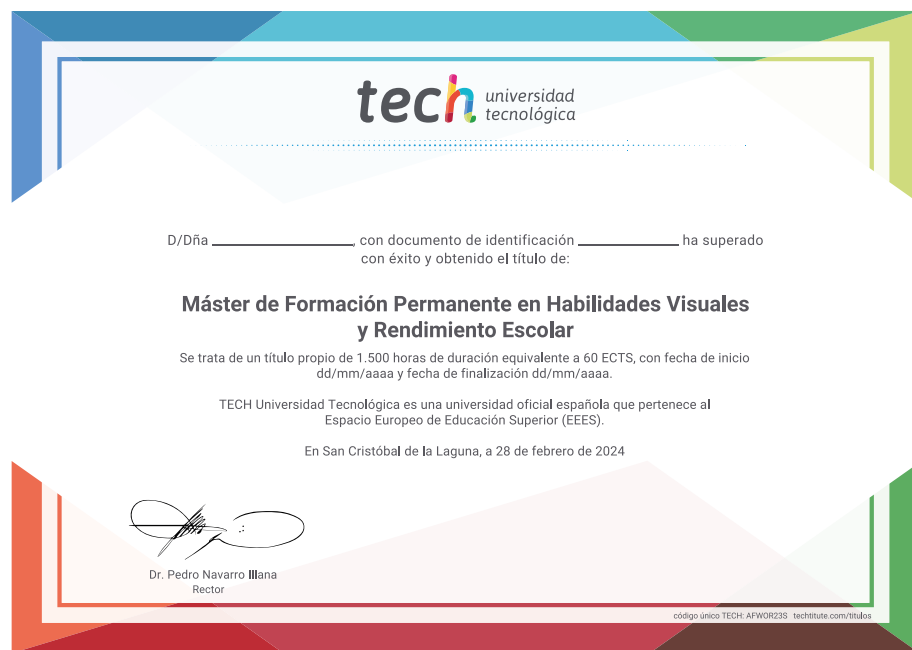 tech universidad
tecnológica
D/Dña ______________, con documento de identificación ______________ ha superado
con éxito y obtenido el título de:
Máster de Formación Permanente en Habilidades Visuales
y Rendimiento Escolar
Se trata de un título propio de 1.500 horas de duración equivalente a 60 ECTS, con fecha de inicio
dd/mm/aaaa y fecha de finalización dd/mm/aaaa.
TECH Universidad Tecnológica es una universidad oficial española que pertenece al
Espacio Europeo de Educación Superior (EEES).
En San Cristóbal de la Laguna, a 28 de febrero de 2024
Dr. Pedro Navarro Illana
Rector
código único TECH: AFWOR23S techtitute.com/titulos